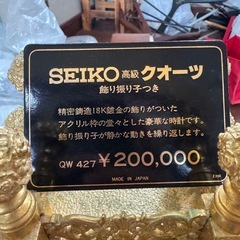 SEIKO 高級 クオーツ
飾り振り子つき
精密鋳造18K鍍金の飾りがついた
アクリル枠の堂々とした豪華な時計です。
飾り振り子が静かな動きを繰り返します。
QW 427 ¥200,000
MADE IN JAPAN